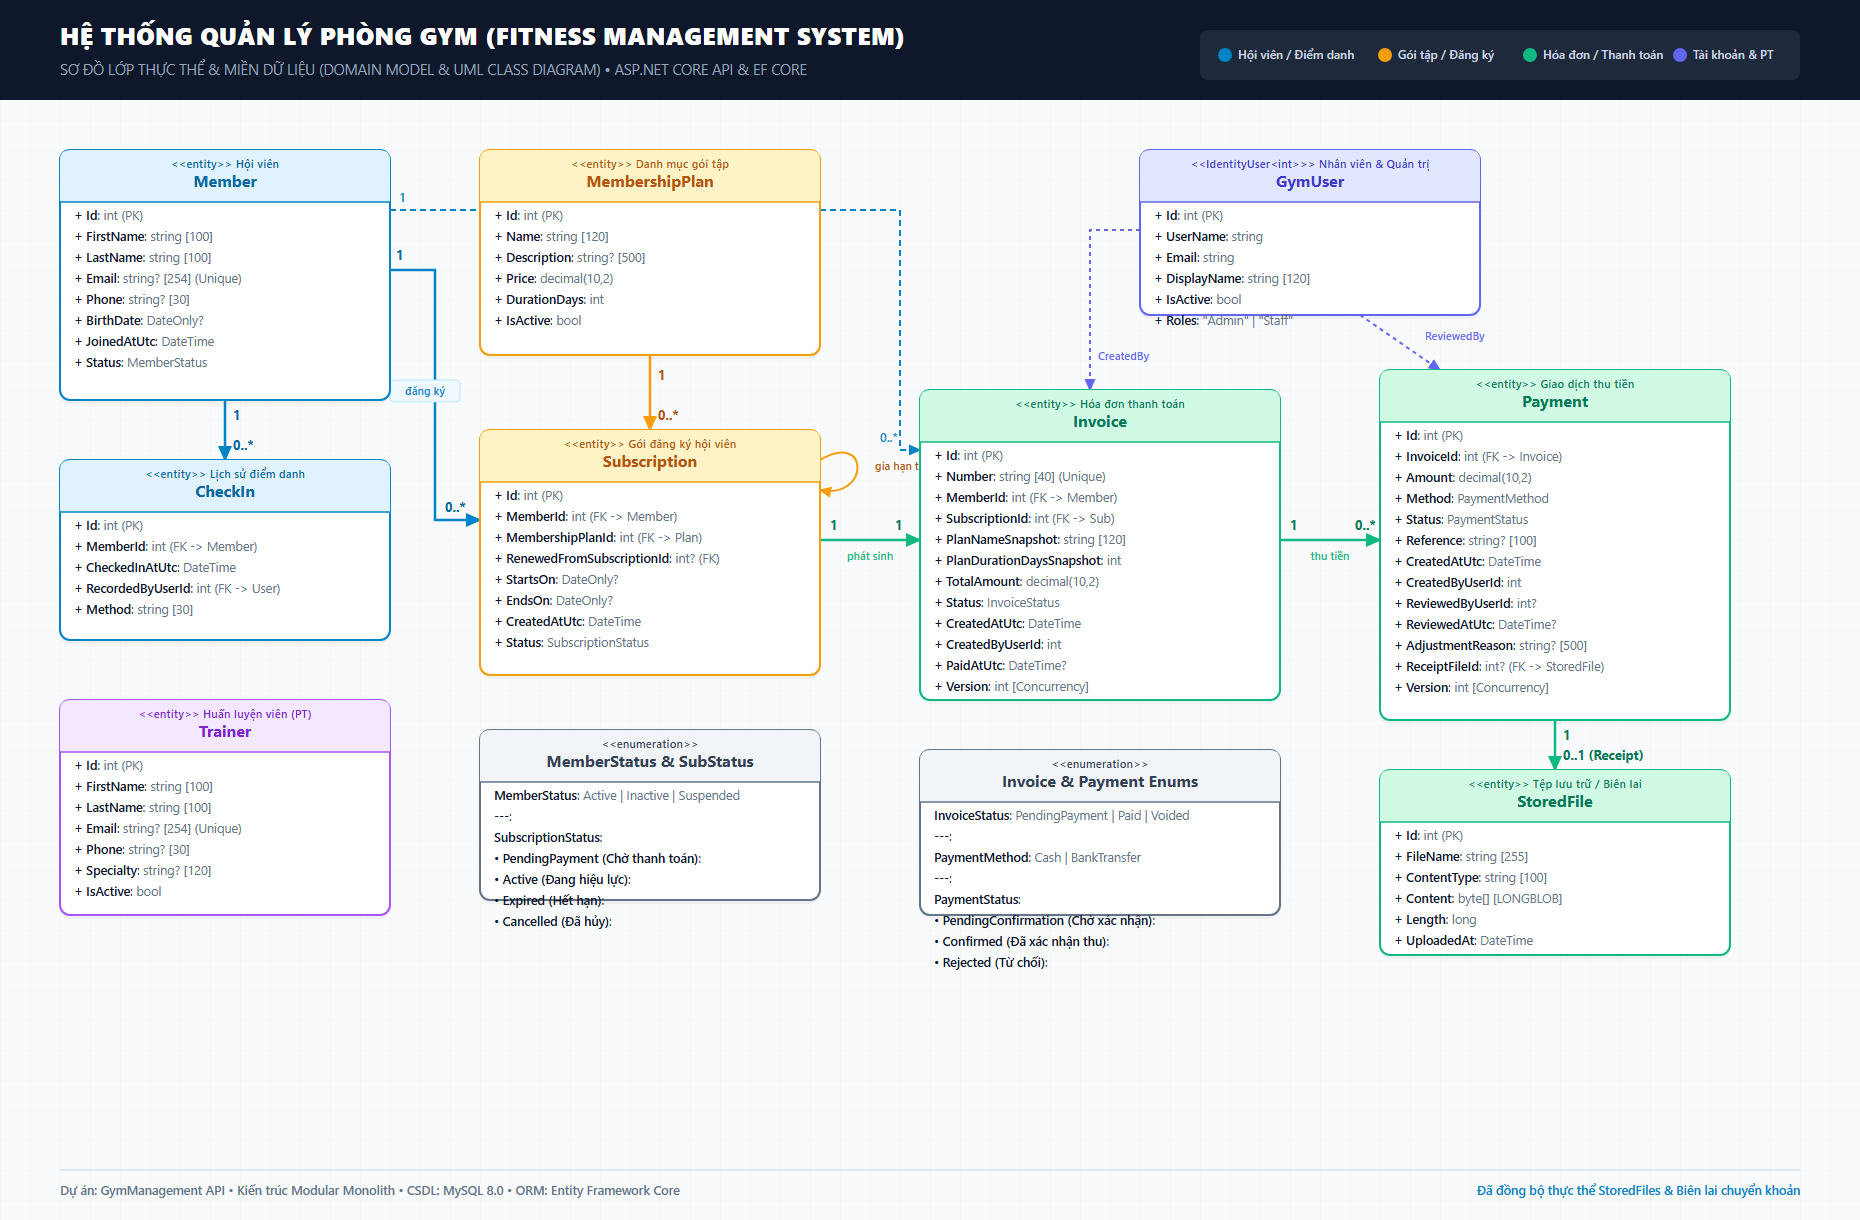 HỆ THỐNG QUẢN LÝ PHÒNG GYM (FITNESS MANAGEMENT SYSTEM)
SƠ ĐỒ LỚP THỰC THỂ & MIỀN DỮ LIỆU (DOMAIN MODEL & UML CLASS DIAGRAM) • ASP.NET CORE API & EF CORE
Hội viên / Điểm danh
Gói tập / Đăng ký
Hóa đơn / Thanh toán
Tài khoản & PT
<<entity>> Hội viên
Member
+ Id: int (PK)
+ FirstName: string [100]
+ LastName: string [100]
+ Email: string? [254] (Unique)
+ Phone: string? [30]
+ BirthDate: DateOnly?
+ JoinedAtUtc: DateTime
+ Status: MemberStatus
1
1
đăng ký
0..*
1
0..*
<<entity>> Danh mục gói tập
MembershipPlan
+ Id: int (PK)
+ Name: string [120]
+ Description: string? [500]
+ Price: decimal(10,2)
+ DurationDays: int
+ IsActive: bool
1
0..*
<<IdentityUser<int>>> Nhân viên & Quản trị
GymUser
+ Id: int (PK)
+ UserName: string
+ Email: string
+ DisplayName: string [120]
+ IsActive: bool
+ Roles: "Admin" | "Staff"
CreatedBy
ReviewedBy
<<entity>> Lịch sử điểm danh
CheckIn
+ Id: int (PK)
+ MemberId: int (FK -> Member)
+ CheckedInAtUtc: DateTime
+ RecordedByUserId: int (FK -> User)
+ Method: string [30]
<<entity>> Gói đăng ký hội viên
Subscription
+ Id: int (PK)
+ MemberId: int (FK -> Member)
+ MembershipPlanId: int (FK -> Plan)
+ RenewedFromSubscriptionId: int? (FK)
+ StartsOn: DateOnly?
+ EndsOn: DateOnly?
+ CreatedAtUtc: DateTime
+ Status: SubscriptionStatus
0..*
gia hạn t
1
1
phát sinh
<<entity>> Hóa đơn thanh toán
Invoice
+ Id: int (PK)
+ Number: string [40] (Unique)
+ MemberId: int (FK -> Member)
+ SubscriptionId: int (FK -> Sub)
+ PlanNameSnapshot: string [120]
+ PlanDurationDaysSnapshot: int
+ TotalAmount: decimal(10,2)
+ Status: InvoiceStatus
+ CreatedAtUtc: DateTime
+ CreatedByUserId: int
+ PaidAtUtc: DateTime?
+ Version: int [Concurrency]
1
0..*
thu tiền
<<entity>> Giao dịch thu tiền
Payment
+ Id: int (PK)
+ InvoiceId: int (FK -> Invoice)
+ Amount: decimal(10,2)
+ Method: PaymentMethod
+ Status: PaymentStatus
+ Reference: string? [100]
+ CreatedAtUtc: DateTime
+ CreatedByUserId: int
+ ReviewedByUserId: int?
+ ReviewedAtUtc: DateTime?
+ AdjustmentReason: string? [500]
+ ReceiptFileId: int? (FK -> StoredFile)
+ Version: int [Concurrency]
1
0..1 (Receipt)
<<entity>> Huấn luyện viên (PT)
Trainer
+ Id: int (PK)
+ FirstName: string [100]
+ LastName: string [100]
+ Email: string? [254] (Unique)
+ Phone: string? [30]
+ Specialty: string? [120]
+ IsActive: bool
<<enumeration>>
MemberStatus & SubStatus
MemberStatus: Active | Inactive | Suspended
---:
SubscriptionStatus:
• PendingPayment (Chờ thanh toán):
• Active (Đang hiệu lực):
• Expired (Hết hạn):
• Cancelled (Đã hủy):
<<enumeration>>
Invoice & Payment Enums
InvoiceStatus: PendingPayment | Paid | Voided
---:
PaymentMethod: Cash | BankTransfer
---:
PaymentStatus:
• PendingConfirmation (Chờ xác nhận):
• Confirmed (Đã xác nhận thu):
• Rejected (Từ chối):
<<entity>> Tệp lưu trữ / Biên lai
StoredFile
+ Id: int (PK)
+ FileName: string [255]
+ ContentType: string [100]
+ Content: byte[] [LONGBLOB]
+ Length: long
+ UploadedAt: DateTime
Dự án: GymManagement API • Kiến trúc Modular Monolith • CSDL: MySQL 8.0 • ORM: Entity Framework Core
Đã đồng bộ thực thể StoredFiles & Biên lai chuyển khoản